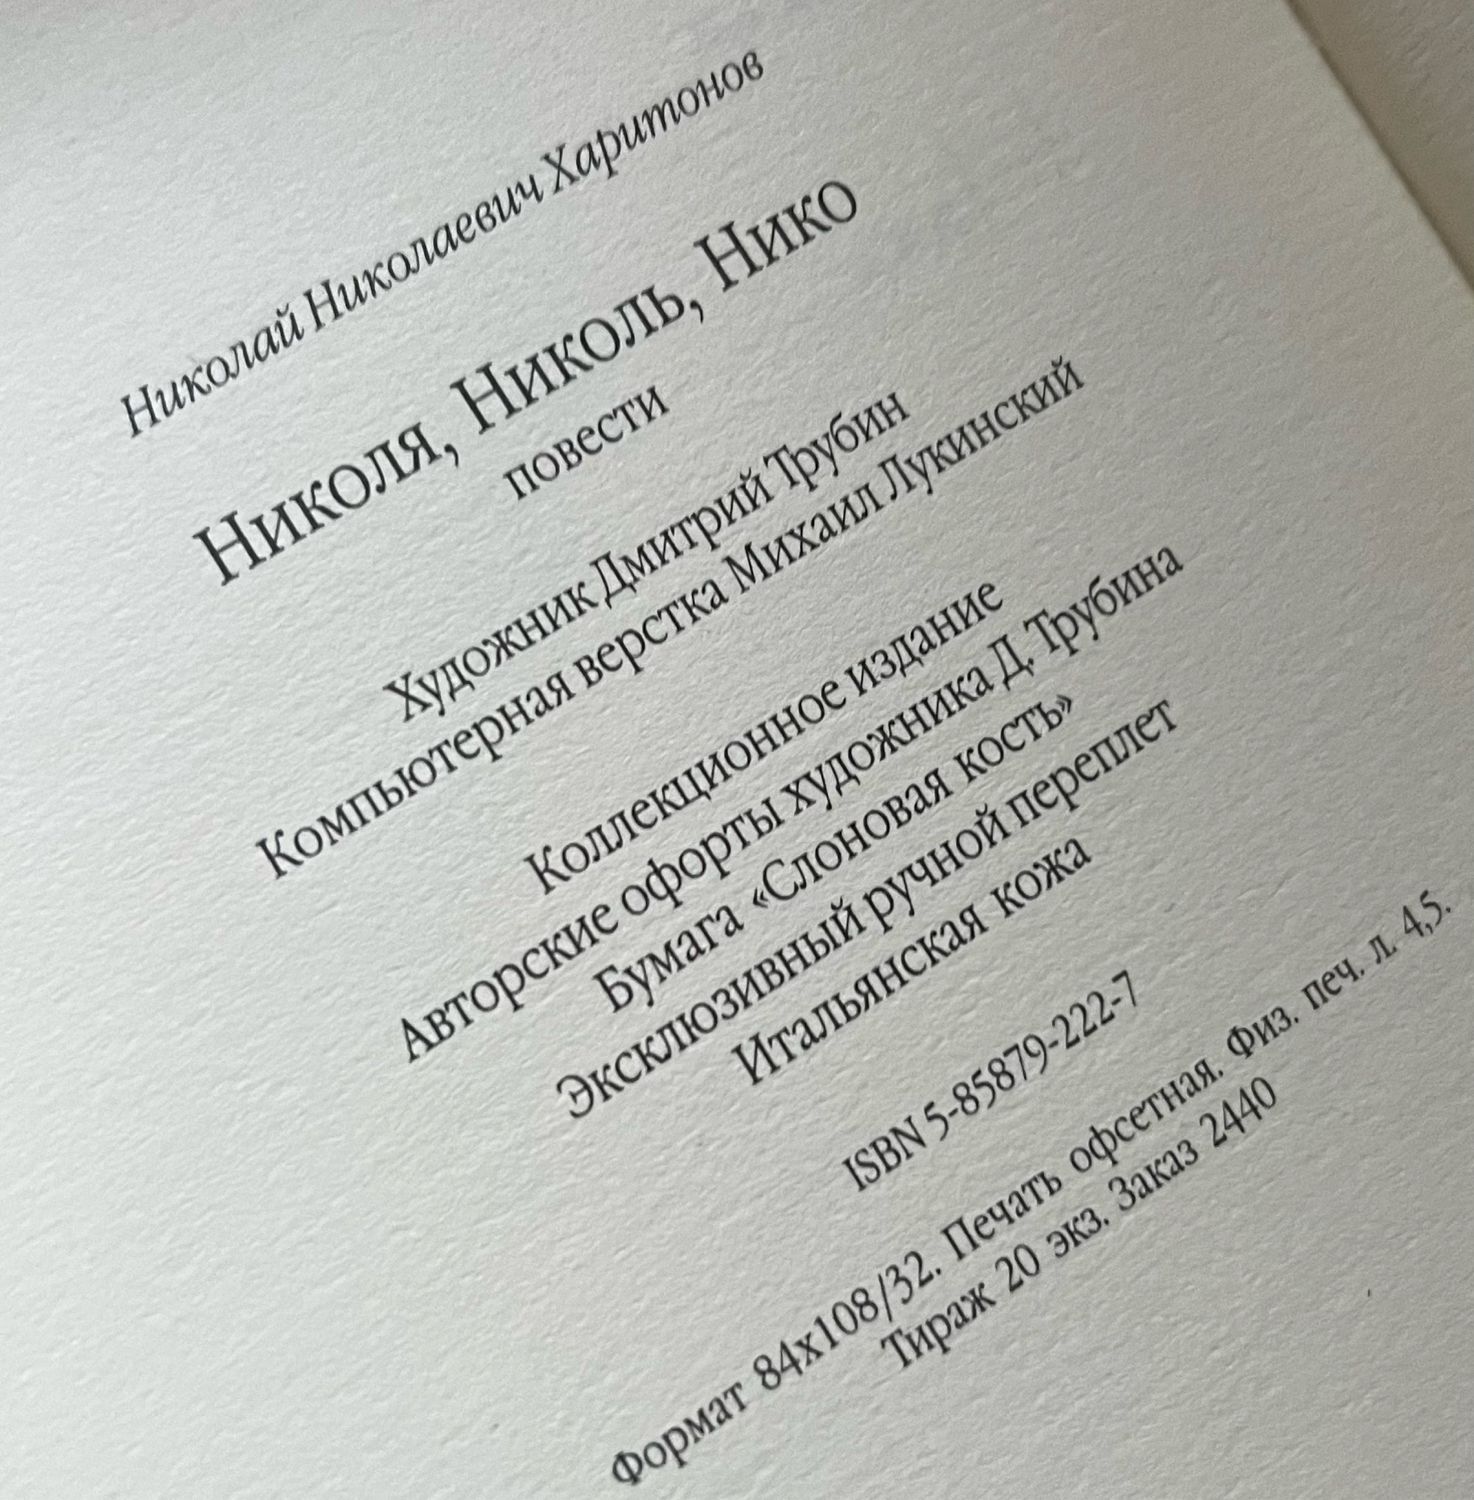 Николай Николаевич Харитонов
Николя, Николь, Нико
повести
Художник Дмитрий Трубин
Компьютерная верстка Михаил Лукинский
Коллекционное издание
Авторские офорты художника Д. Трубина
Бумага «Слоновая кость»
Эксклюзивный ручной переплет
Итальянская кожа
ISBN 5-85879-222-7
Формат 84x108/32. Печать офсетная. Физ. печ. л. 4,5.
Тираж 20 экз. Заказ 2440